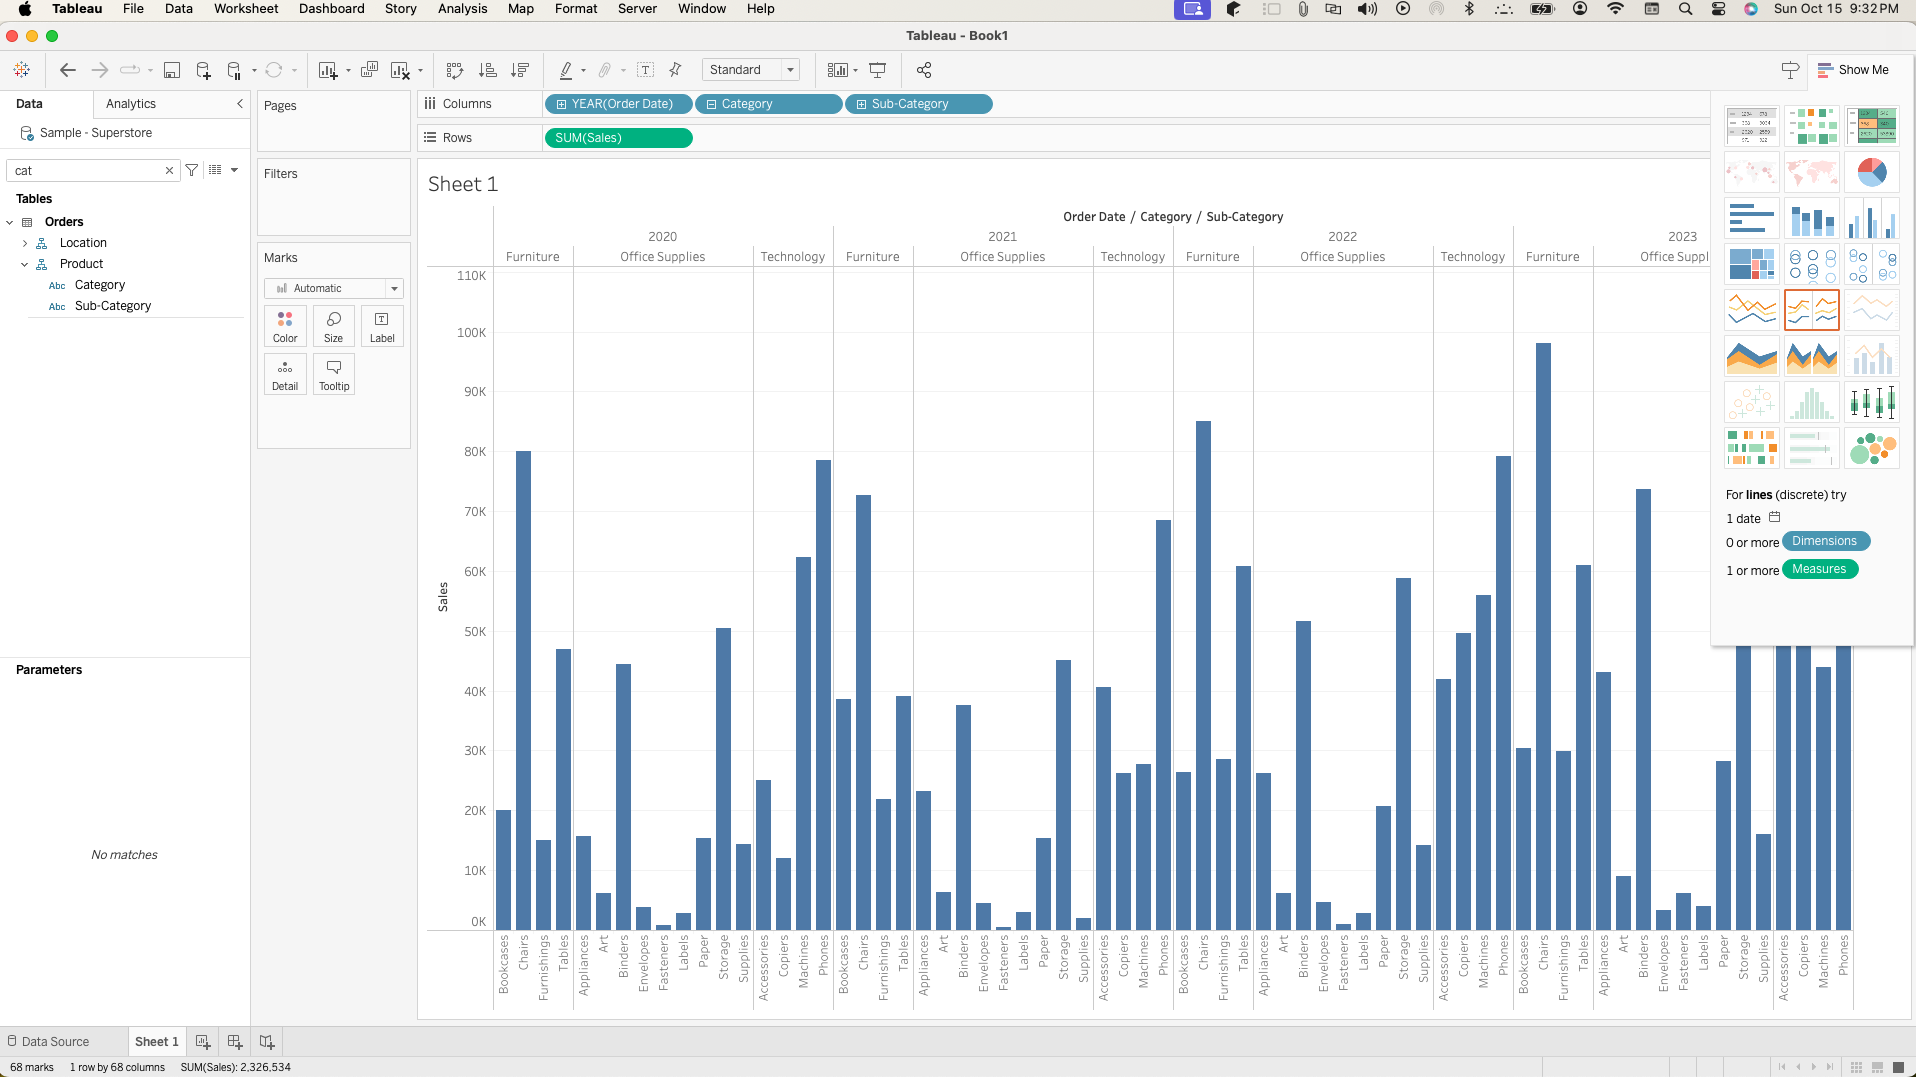 Tableau File Data Worksheet Dashboard Story Analysis Map Format Server Window Help Sun Oct 15 9:32 PM
Tableau - Book1
Standard Show Me
Data Analytics
Sample - Superstore
cat
Tables
Orders
Location
Product
Abc Category
Abc Sub-Category
Parameters
No matches
Pages
Filters
Marks
Automatic
Color Size Label
Detail Tooltip
Columns YEAR(Order Date) Category Sub-Category
Rows SUM(Sales)
Sheet 1
Order Date / Category / Sub-Category
2020 2021 2022 2023
Furniture Office Supplies Technology Furniture Office Supplies Technology Furniture Office Supplies Technology Furniture Office Suppl
110K
100K
90K
80K
70K
60K
50K
40K
30K
20K
10K
0K
Sales
Bookcases Chairs Furnishings Tables Appliances Art Binders Envelopes Fasteners Labels Paper Storage Supplies Accessories Copiers Machines Phones Bookcases Chairs Furnishings Tables Appliances Art Binders Envelopes Fasteners Labels Paper Storage Supplies Accessories Copiers Machines Phones Bookcases Chairs Furnishings Tables Appliances Art Binders Envelopes Fasteners Labels Paper Storage Supplies Accessories Copiers Machines Phones Bookcases Chairs Furnishings Tables Appliances Art Binders Envelopes Fasteners Labels Paper Storage Supplies Accessories Copiers Machines Phones
For lines (discrete) try
1 date
0 or more Dimensions
1 or more Measures
Data Source Sheet 1
68 marks 1 row by 68 columns SUM(Sales): 2,326,534